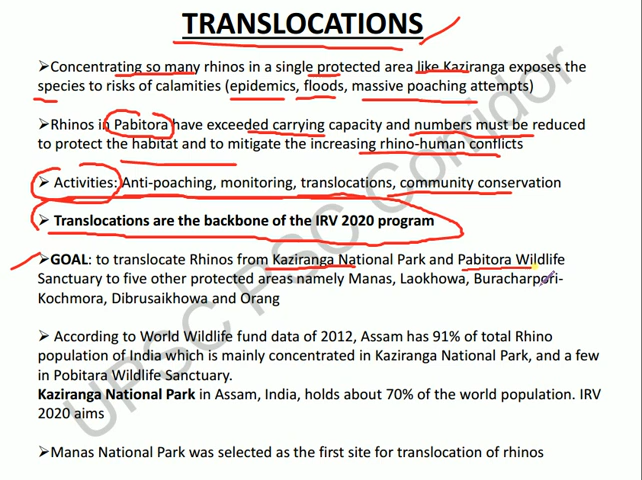 TRANSLOCATIONS
➢Concentrating so many rhinos in a single protected area like Kaziranga exposes the
species to risks of calamities (epidemics, floods, massive poaching attempts)
➢Rhinos in Pabitora have exceeded carrying capacity and numbers must be reduced
to protect the habitat and to mitigate the increasing rhino-human conflicts
➢ Activities: Anti-poaching, monitoring, translocations, community conservation
➢ Translocations are the backbone of the IRV 2020 program
➢GOAL: to translocate Rhinos from Kaziranga National Park and Pabitora Wildlife
Sanctuary to five other protected areas namely Manas, Laokhowa, Buracharpori-
Kochmora, Dibrusaikhowa and Orang
➢ According to World Wildlife fund data of 2012, Assam has 91% of total Rhino
population of India which is mainly concentrated in Kaziranga National Park, and a few
in Pobitora Wildlife Sanctuary.
Kaziranga National Park in Assam, India, holds about 70% of the world population. IRV
2020 aims
➢Manas National Park was selected as the first site for translocation of rhinos
UPSC PSC Corridor